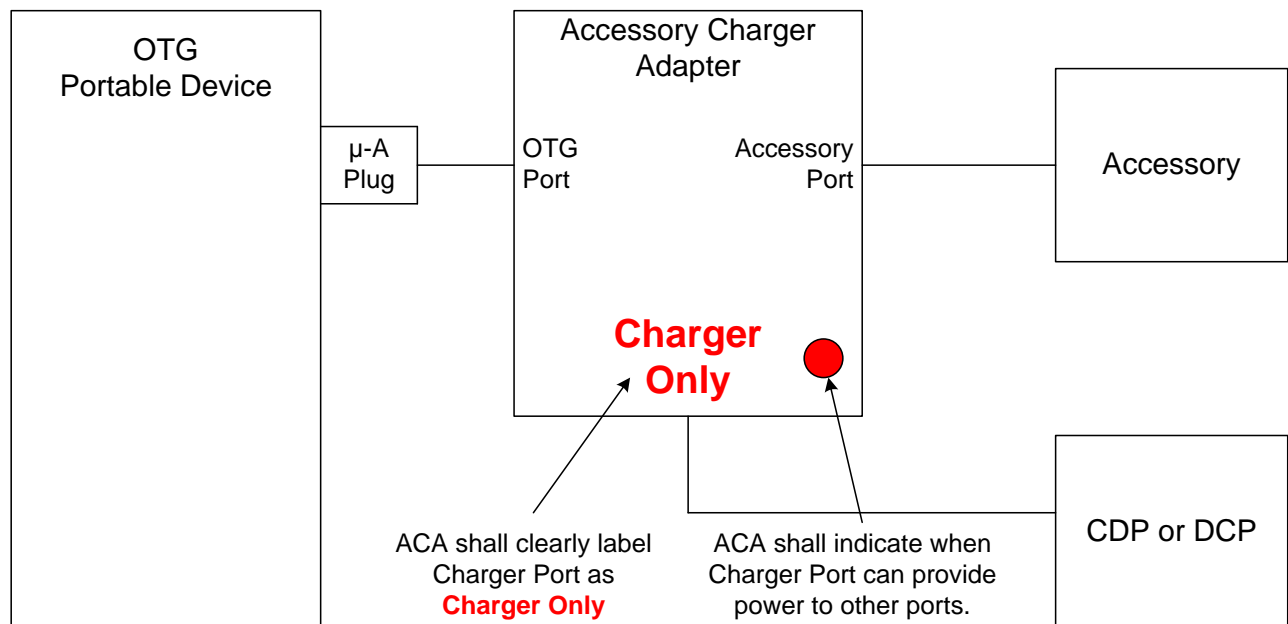 OTG
Portable Device
µ-A
Plug
Accessory Charger
Adapter
OTG
Port
Accessory
Port
Accessory
Charger
Only
CDP or DCP
ACA shall clearly label
Charger Port as
Charger Only
ACA shall indicate when
Charger Port can provide
power to other ports.